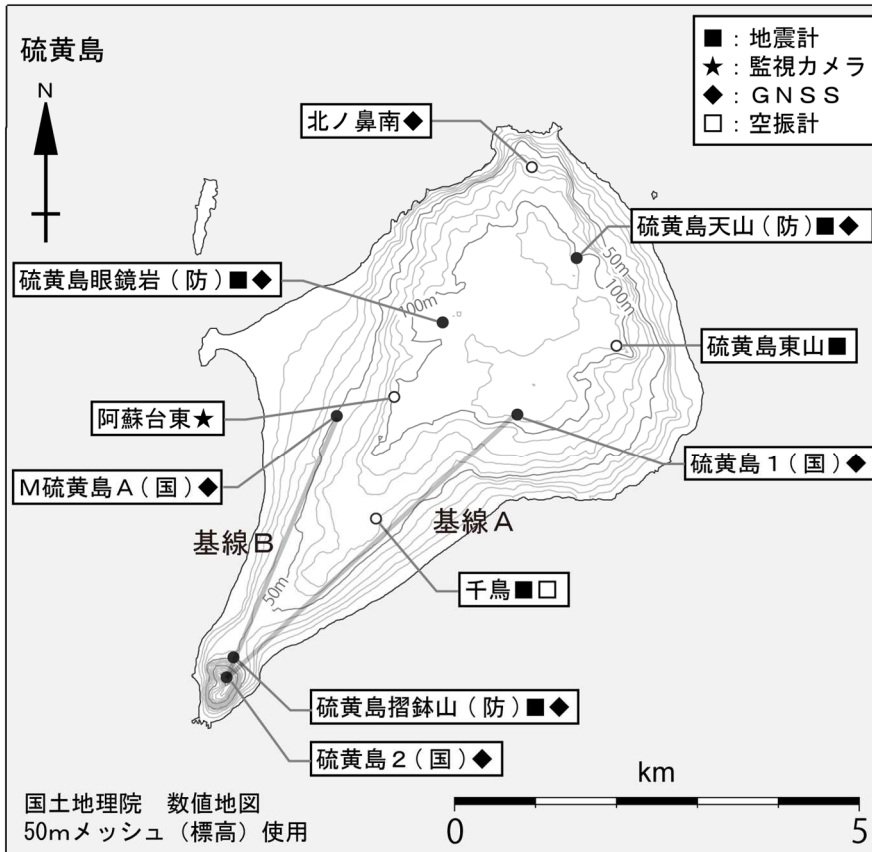 硫黄島
■：地震計
★：監視カメラ
◆：ＧＮＳＳ
□：空振計
N
北ノ鼻南◆
硫黄島天山（防）■◆
50m
100m
硫黄島眼鏡岩（防）■◆
100m
硫黄島東山■
阿蘇台東★
硫黄島１（国）◆
Ｍ硫黄島Ａ（国）◆
基線Ａ
基線Ｂ
50m
千鳥■□
硫黄島摺鉢山（防）■◆
硫黄島２（国）◆
km
0 5
国土地理院　数値地図
50mメッシュ（標高）使用